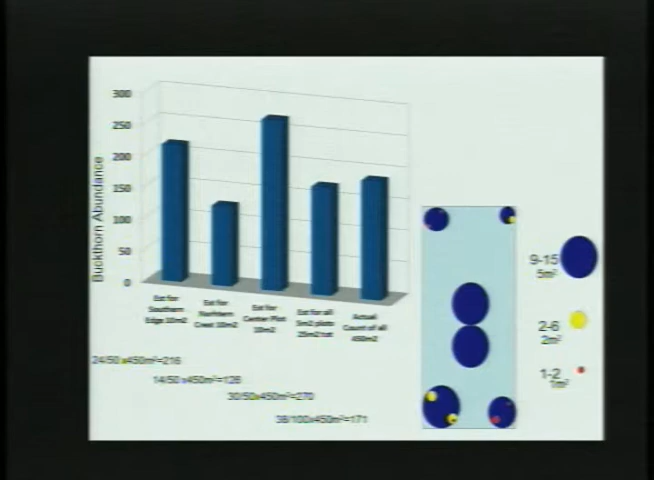 300
250
200
150
100
50
0
Buckthorn Abundance
Est for Southern Edge 10m2
Est for Northern Crest 10m2
Est for Center Plot 10m2
Est for all 5m2 plots 25m2 tot
Actual Count of all 450m2
24/50 x450m²=216
14/50 x450m²=126
30/50 x450m²=270
38/100x450m²=171
9-15
5m²
2-6
2m²
1-2
1m²